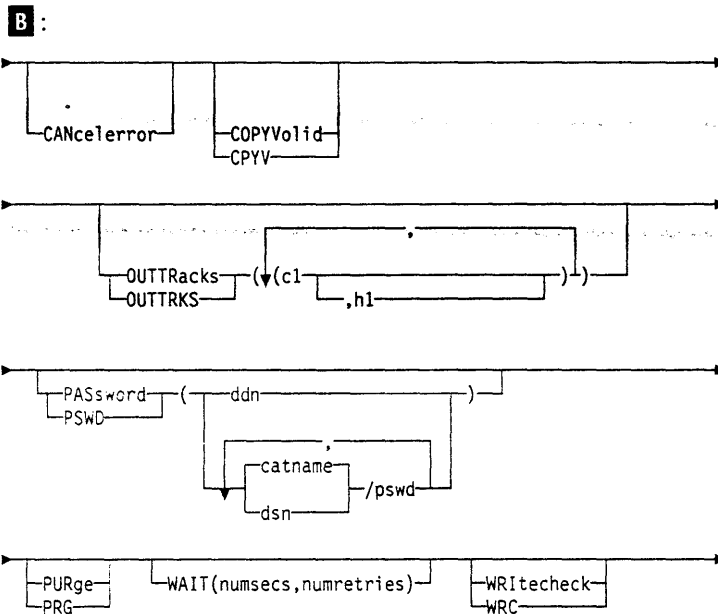 B :
CANcelerror
COPYVolid
CPYV
,
OUTTRacks ( (c1 ) )
OUTTRKS ,h1
PASsword ( ddn )
PSWD
,
catname
/pswd
dsn
PURge WAIT(numsecs,numretries) WRItecheck
PRG WRC